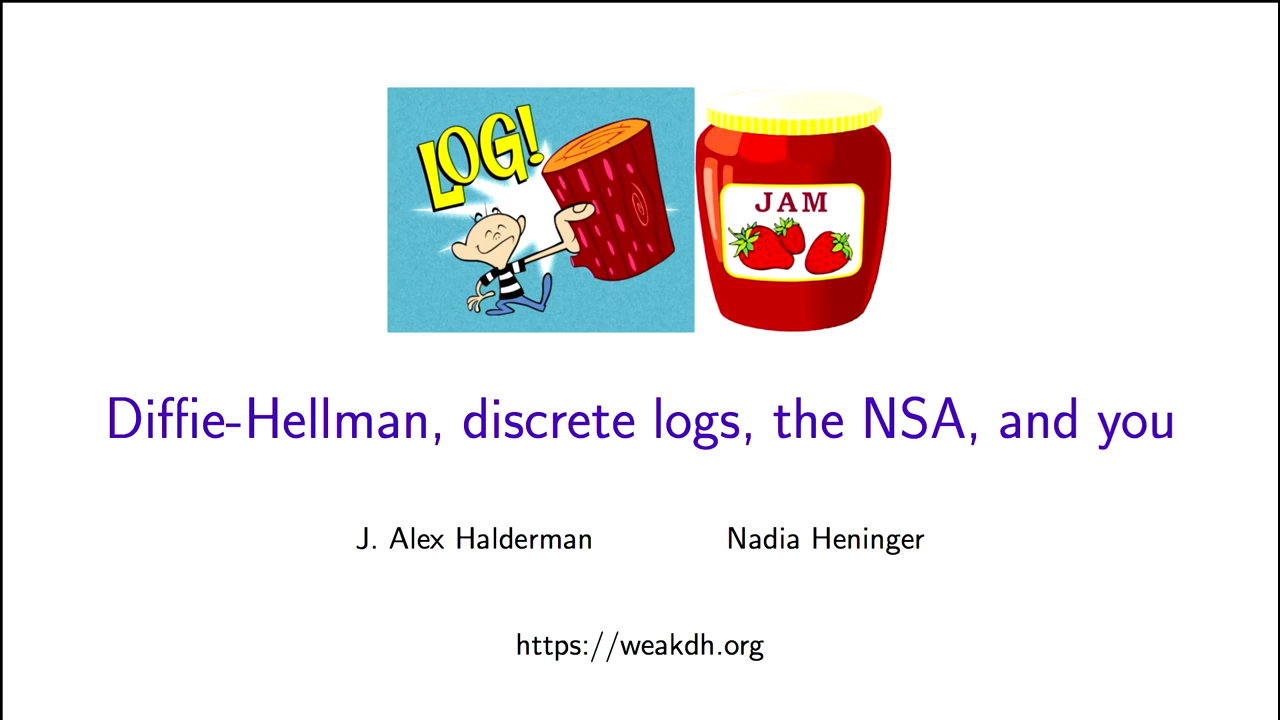 LOG!
JAM
Diffie-Hellman, discrete logs, the NSA, and you
J. Alex Halderman Nadia Heninger
https://weakdh.org